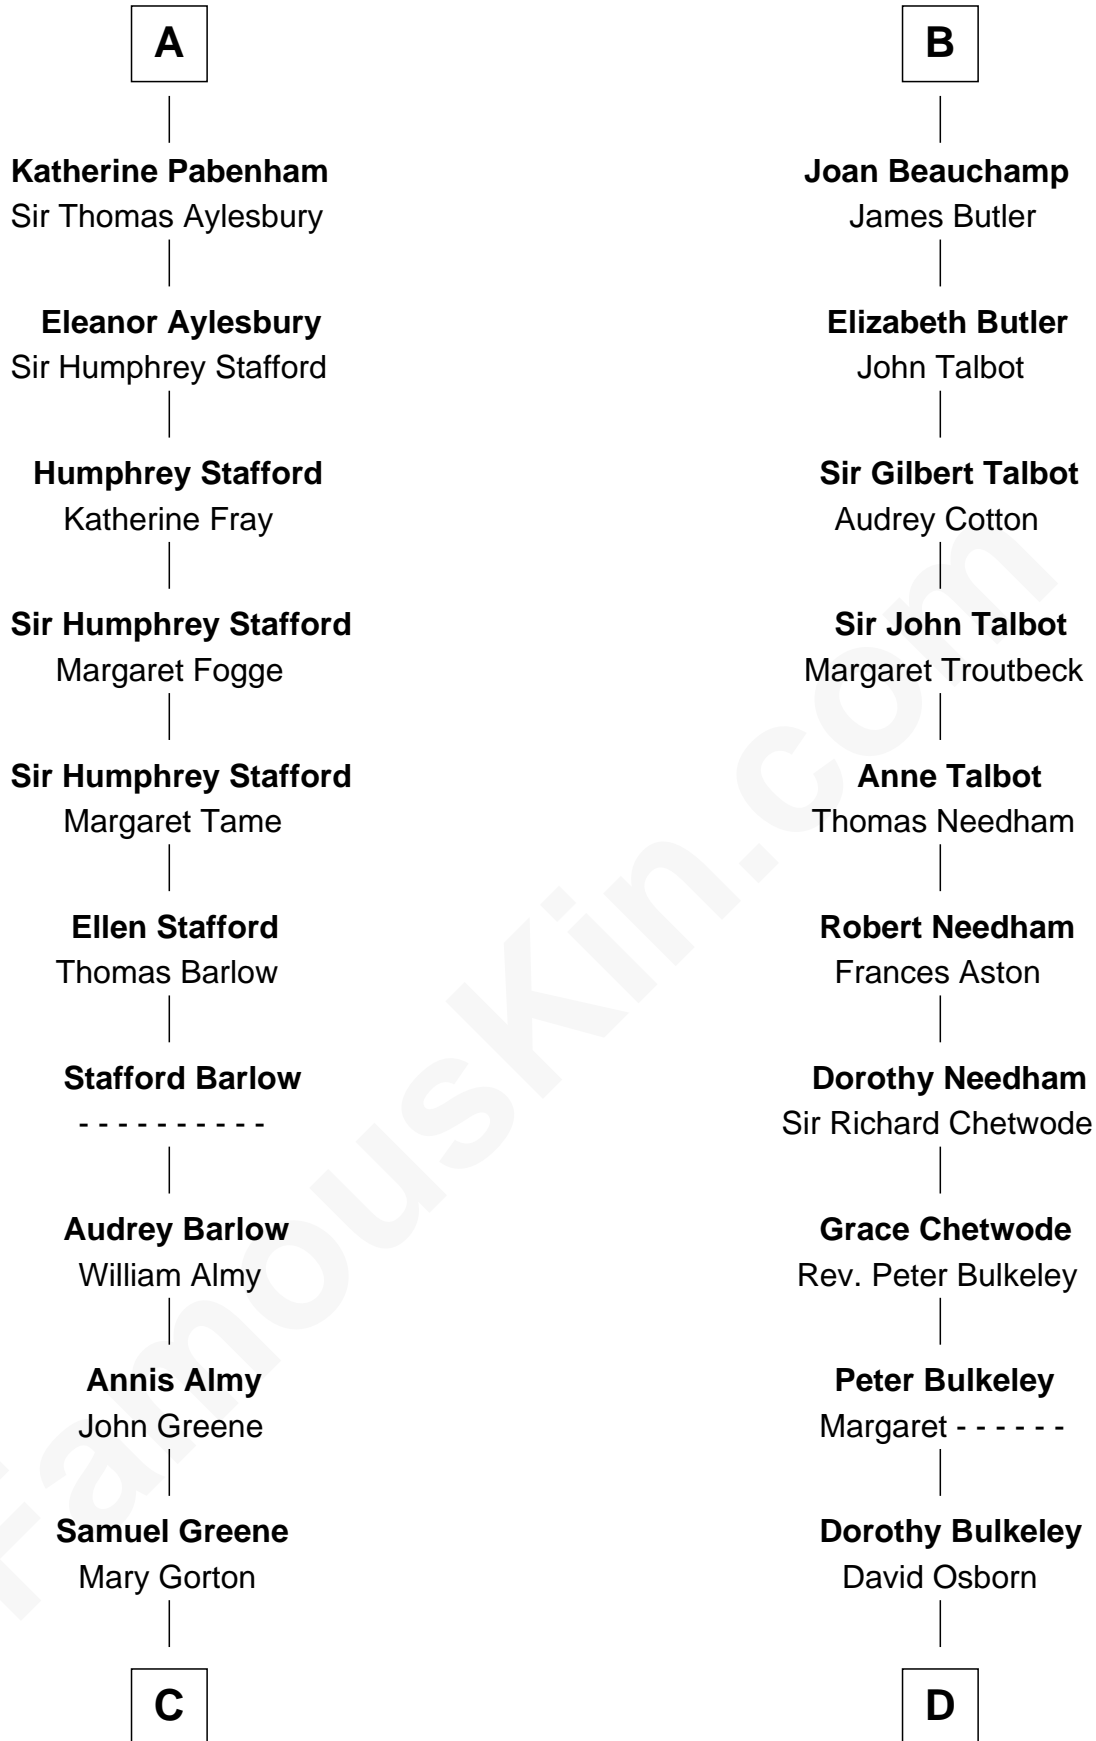 A
Katherine Pabenham
Sir Thomas Aylesbury
Eleanor Aylesbury
Sir Humphrey Stafford
Humphrey Stafford
Katherine Fray
Sir Humphrey Stafford
Margaret Fogge
Sir Humphrey Stafford
Margaret Tame
Ellen Stafford
Thomas Barlow
Stafford Barlow
- - - - - - - - - -
Audrey Barlow
William Almy
Annis Almy
John Greene
Samuel Greene
Mary Gorton
C
B
Joan Beauchamp
James Butler
Elizabeth Butler
John Talbot
Sir Gilbert Talbot
Audrey Cotton
Sir John Talbot
Margaret Troutbeck
Anne Talbot
Thomas Needham
Robert Needham
Frances Aston
Dorothy Needham
Sir Richard Chetwode
Grace Chetwode
Rev. Peter Bulkeley
Peter Bulkeley
Margaret - - - - - -
Dorothy Bulkeley
David Osborn
D
FamousKin.com